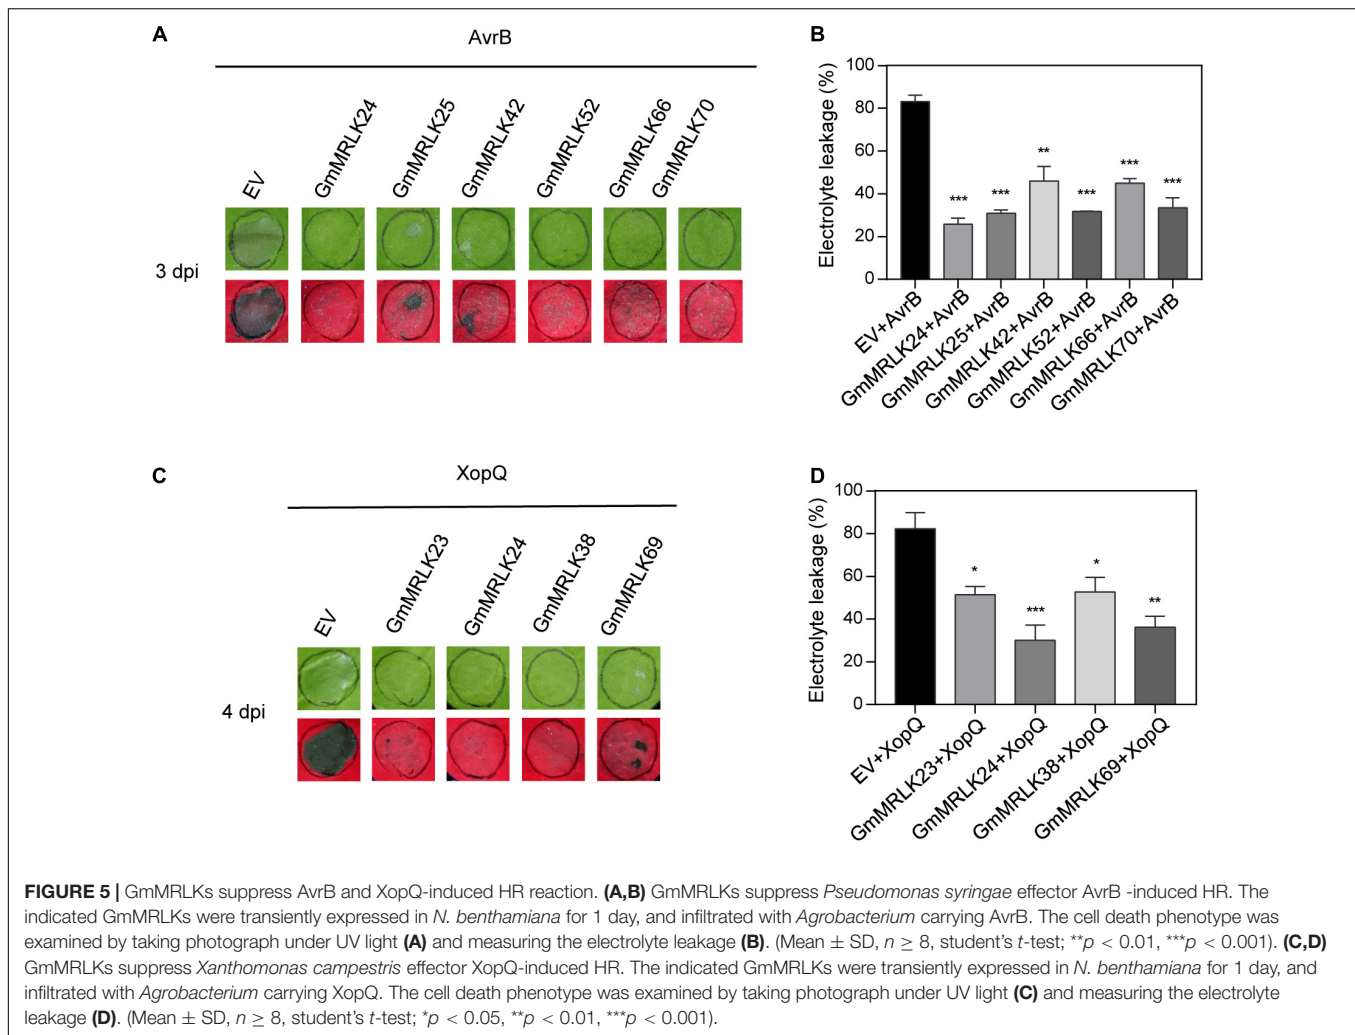 A
AvrB
EV
GmMRLK24
GmMRLK25
GmMRLK42
GmMRLK52
GmMRLK66
GmMRLK70
3 dpi
B
Electrolyte leakage (%)
100
80
60
40
20
0
***
***
**
***
***
***
EV+AvrB
GmMRLK24+AvrB
GmMRLK25+AvrB
GmMRLK42+AvrB
GmMRLK52+AvrB
GmMRLK66+AvrB
GmMRLK70+AvrB
C
XopQ
EV
GmMRLK23
GmMRLK24
GmMRLK38
GmMRLK69
4 dpi
D
Electrolyte leakage (%)
100
80
60
40
20
0
*
***
*
**
EV+XopQ
GmMRLK23+XopQ
GmMRLK24+XopQ
GmMRLK38+XopQ
GmMRLK69+XopQ
FIGURE 5 | GmMRLKs suppress AvrB and XopQ-induced HR reaction. (A,B) GmMRLKs suppress Pseudomonas syringae effector AvrB -induced HR. The
indicated GmMRLKs were transiently expressed in N. benthamiana for 1 day, and infiltrated with Agrobacterium carrying AvrB. The cell death phenotype was
examined by taking photograph under UV light (A) and measuring the electrolyte leakage (B). (Mean ± SD, n ≥ 8, student's t-test; **p < 0.01, ***p < 0.001). (C,D)
GmMRLKs suppress Xanthomonas campestris effector XopQ-induced HR. The indicated GmMRLKs were transiently expressed in N. benthamiana for 1 day, and
infiltrated with Agrobacterium carrying XopQ. The cell death phenotype was examined by taking photograph under UV light (C) and measuring the electrolyte
leakage (D). (Mean ± SD, n ≥ 8, student's t-test; *p < 0.05, **p < 0.01, ***p < 0.001).